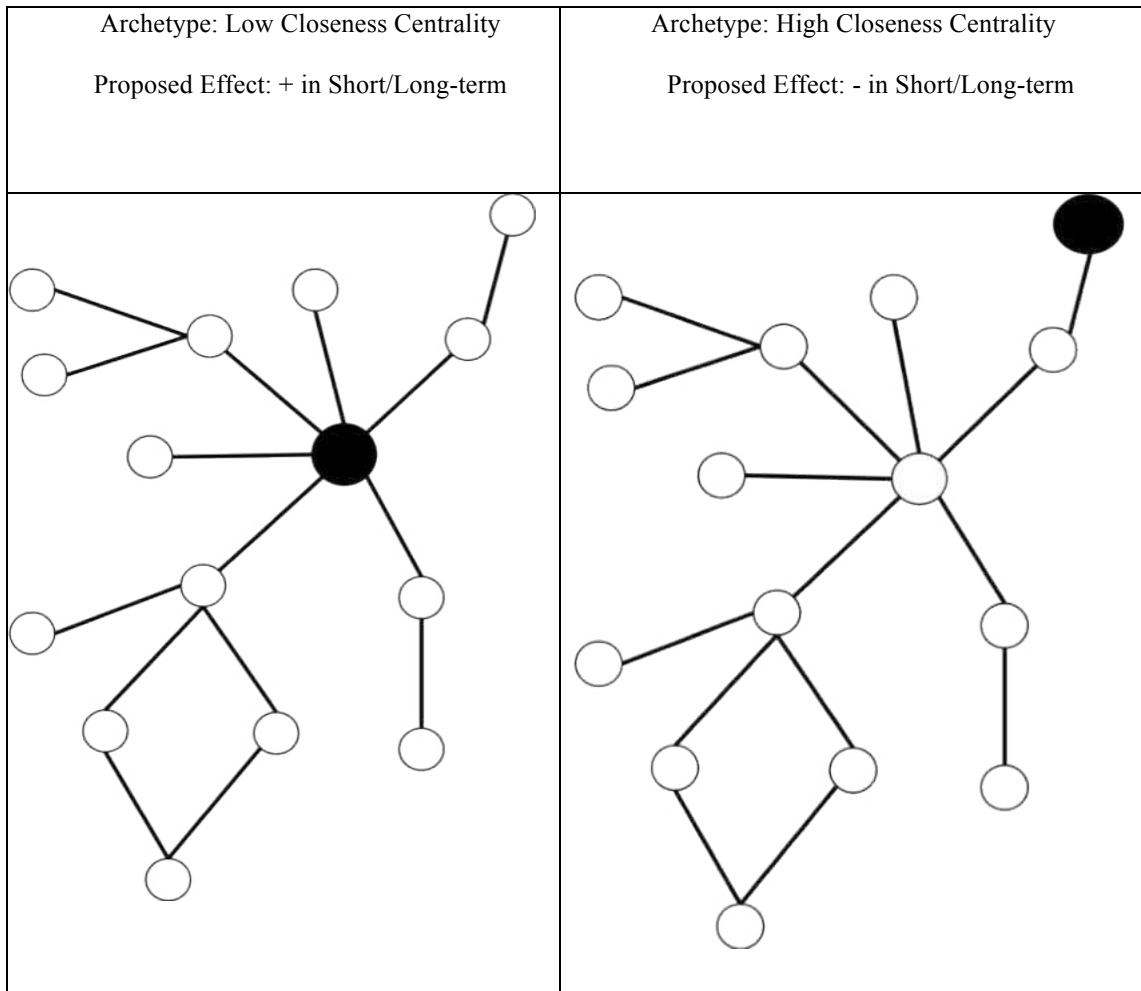 Archetype: Low Closeness Centrality
Proposed Effect: + in Short/Long-term
Archetype: High Closeness Centrality
Proposed Effect: - in Short/Long-term